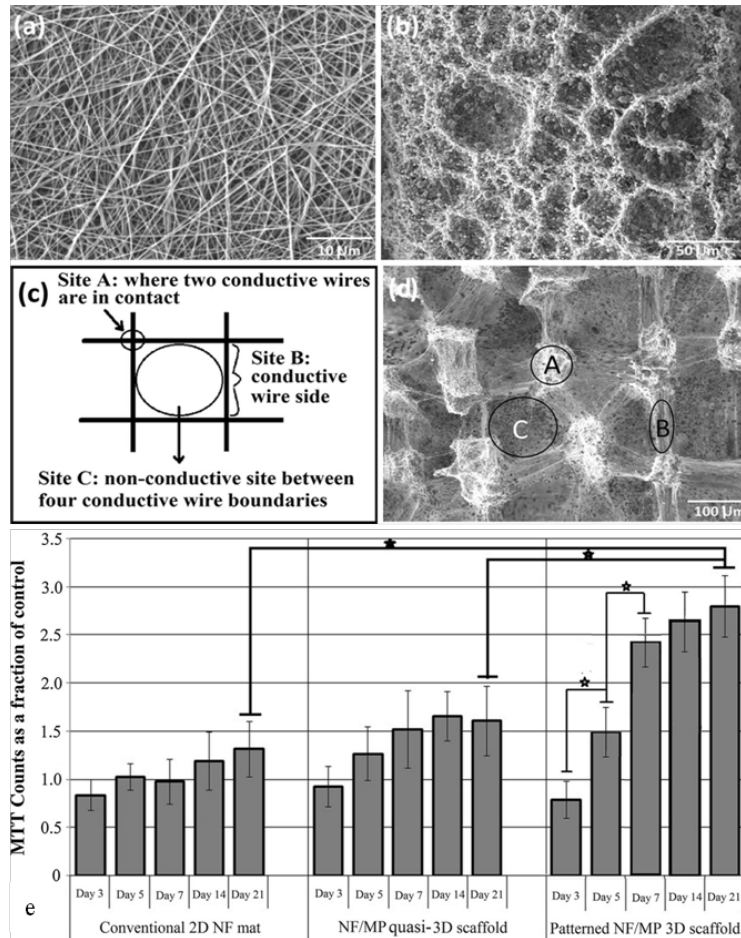 (a)
10 Um
(b)
50 Um
(c)
Site A: where two conductive wires
are in contact
Site B:
conductive
wire side
Site C: non-conductive site between
four conductive wire boundaries
(d)
A
C
B
100 Um
MTT Counts as a fraction of control
3.5
3.0
2.5
2.0
1.5
1.0
0.5
0
Day 3 Day 5 Day 7 Day 14 Day 21 Day 3 Day 5 Day 7 Day 14 Day 21 Day 3 Day 5 Day 7 Day 14 Day 21
e
Conventional 2D NF mat NF/MP quasi-3D scaffold Patterned NF/MP 3D scaffold